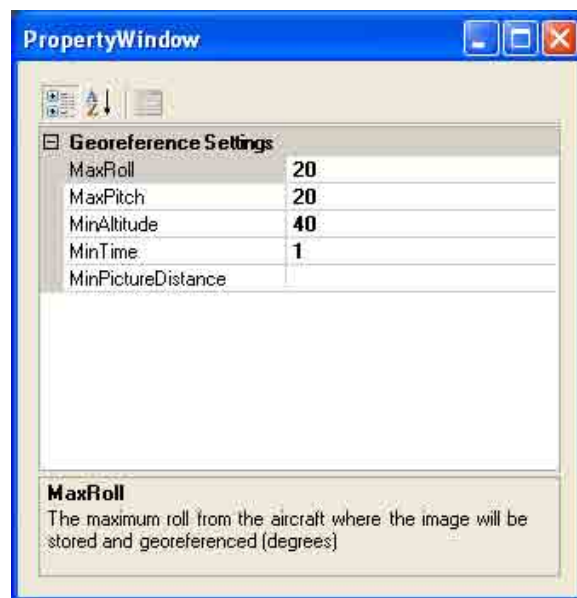 PropertyWindow
Georeference Settings
MaxRoll 20
MaxPitch 20
MinAltitude 40
MinTime 1
MinPictureDistance
MaxRoll
The maximum roll from the aircraft where the image will be
stored and georeferenced (degrees)